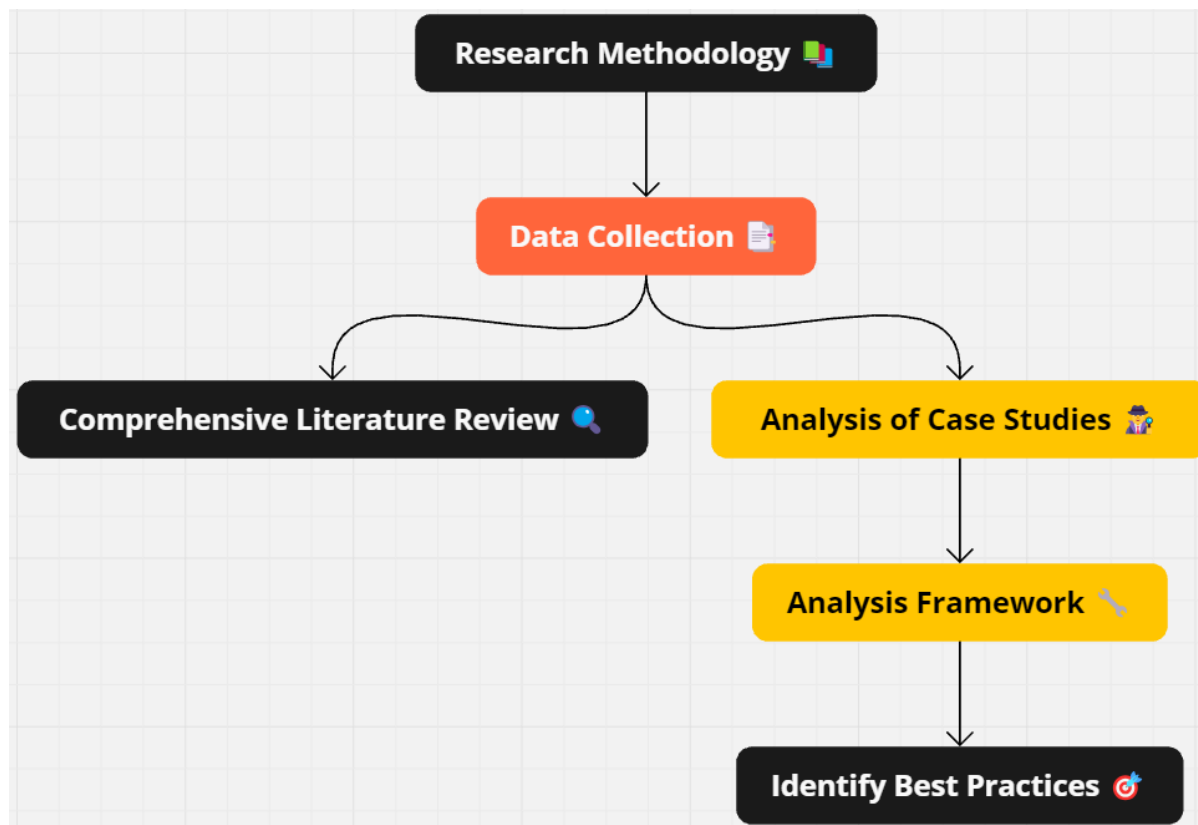 Research Methodology 📚
Data Collection 📑
Comprehensive Literature Review 🔍
Analysis of Case Studies 🕵️
Analysis Framework 🔧
Identify Best Practices 🎯